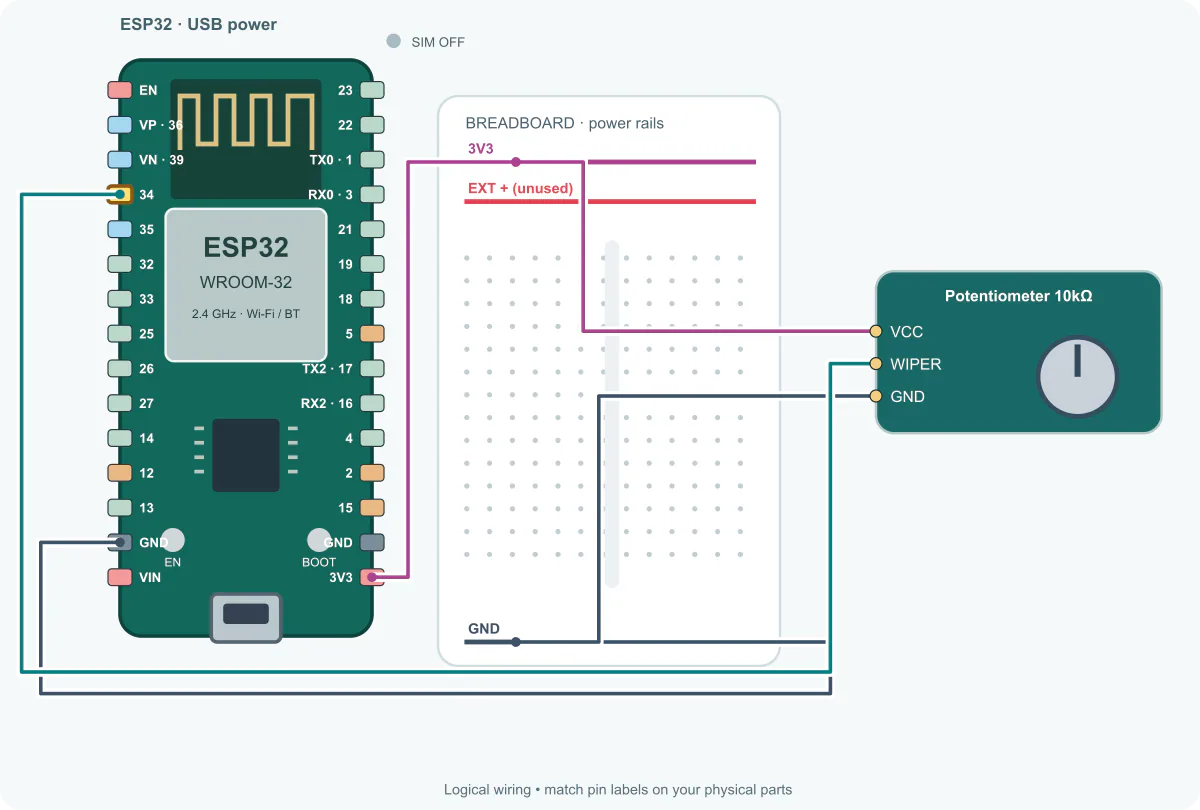 ESP32 · USB power
SIM OFF
EN
VP · 36
VN · 39
34
35
32
33
25
26
27
14
12
13
GND
VIN
23
22
TX0 · 1
RX0 · 3
21
19
18
5
TX2 · 17
RX2 · 16
4
2
15
GND
3V3
ESP32
WROOM-32
2.4 GHz · Wi-Fi / BT
EN
BOOT
BREADBOARD · power rails
3V3
EXT + (unused)
GND
Potentiometer 10kΩ
VCC
WIPER
GND
Logical wiring • match pin labels on your physical parts